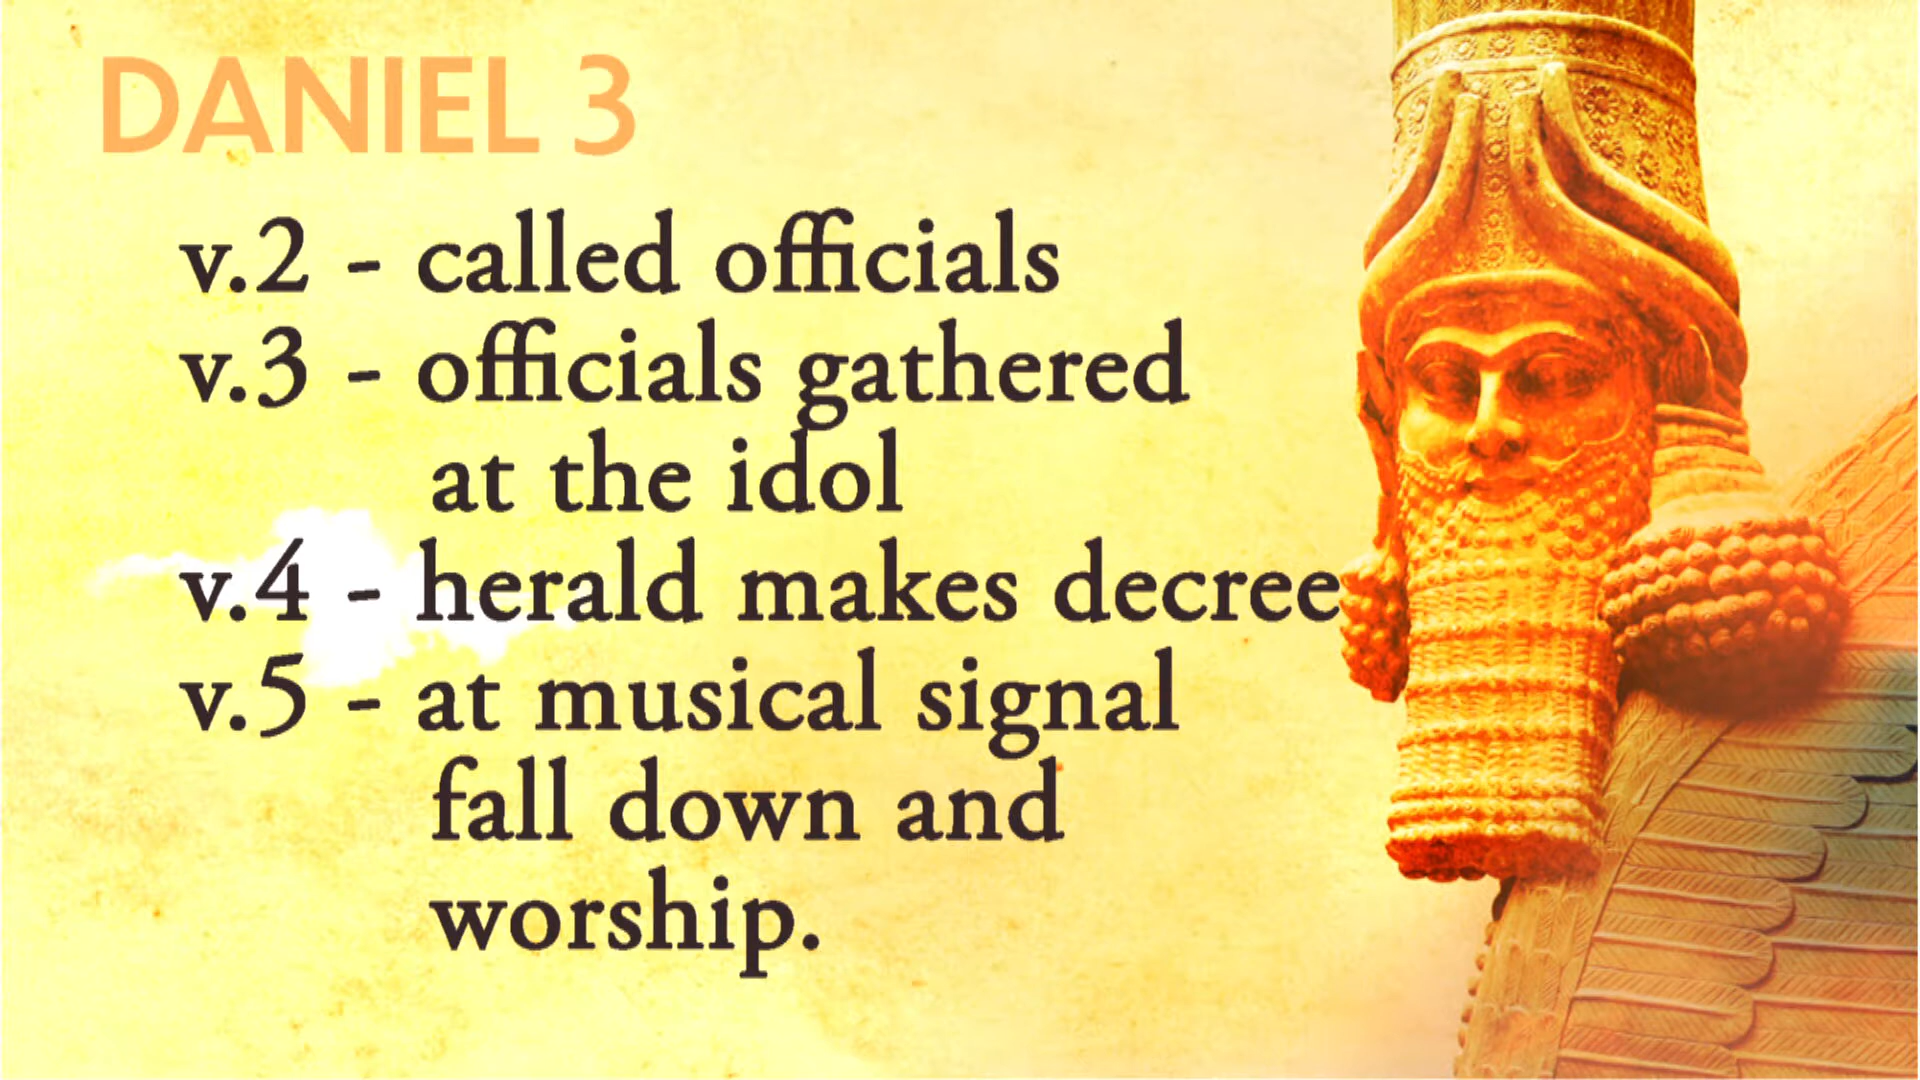 DANIEL 3
v.2 - called officials
v.3 - officials gathered
at the idol
v.4 - herald makes decree
v.5 - at musical signal
fall down and
worship.